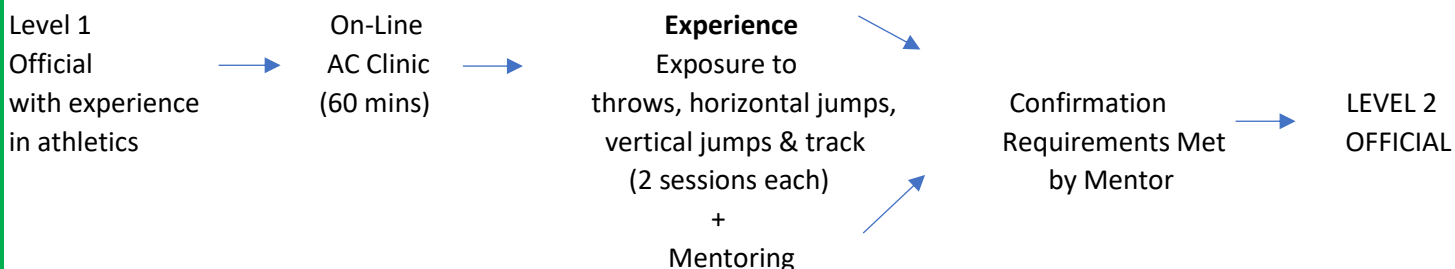 Level 1
Official
with experience
in athletics
On-Line
AC Clinic
(60 mins)
Experience
Exposure to
throws, horizontal jumps,
vertical jumps & track
(2 sessions each)
+
Mentoring
Confirmation
Requirements Met
by Mentor
LEVEL 2
OFFICIAL